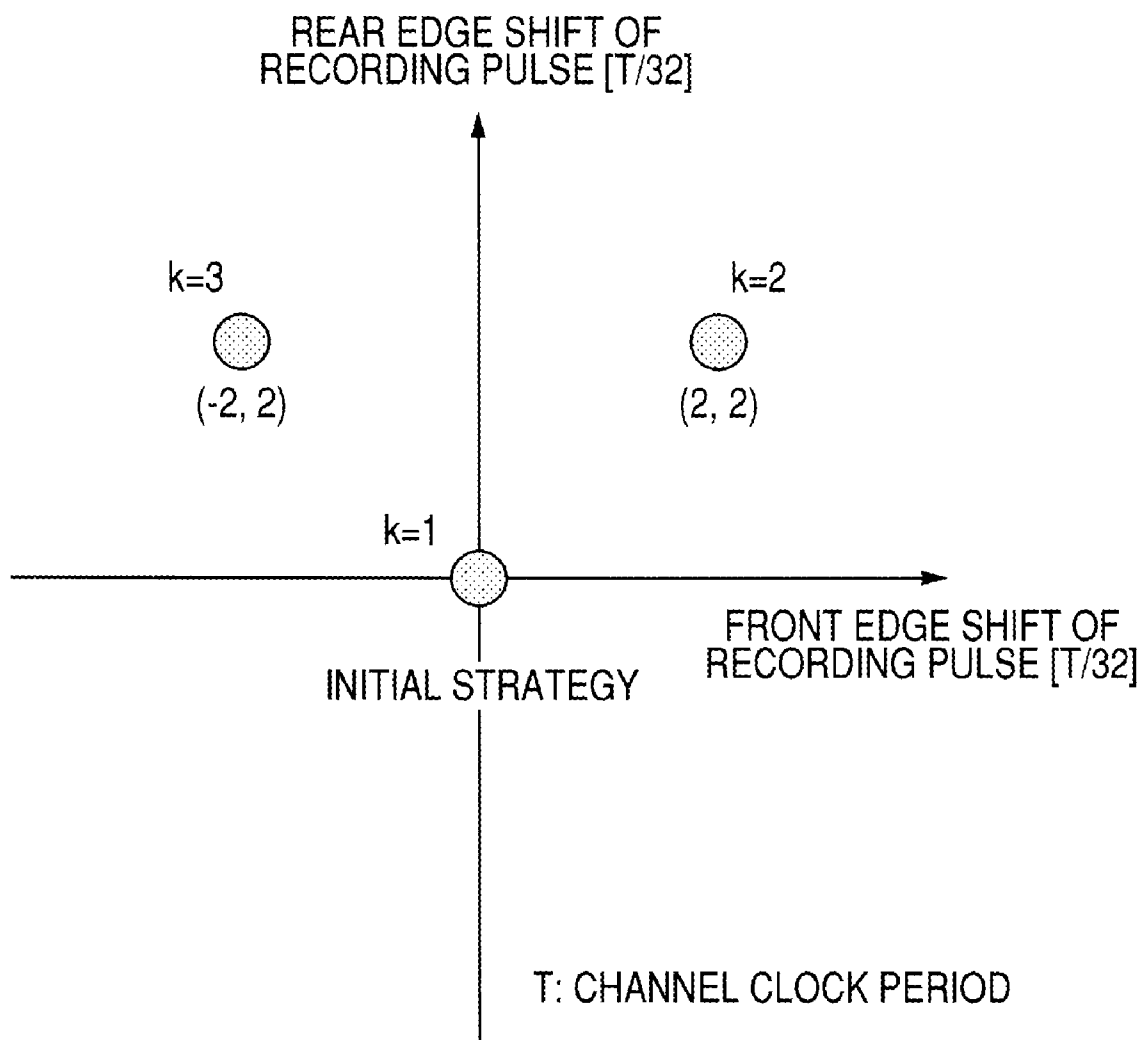 REAR EDGE SHIFT OF
RECORDING PULSE [T/32]
k=3
k=2
(-2, 2)
(2, 2)
k=1
FRONT EDGE SHIFT OF
RECORDING PULSE [T/32]
INITIAL STRATEGY
T: CHANNEL CLOCK PERIOD